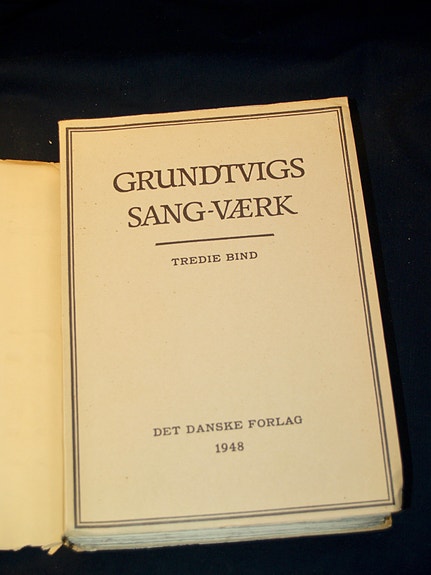 GRUNDTVIGS
SANG-VÆRK
TREDIE BIND
DET DANSKE FORLAG
1948